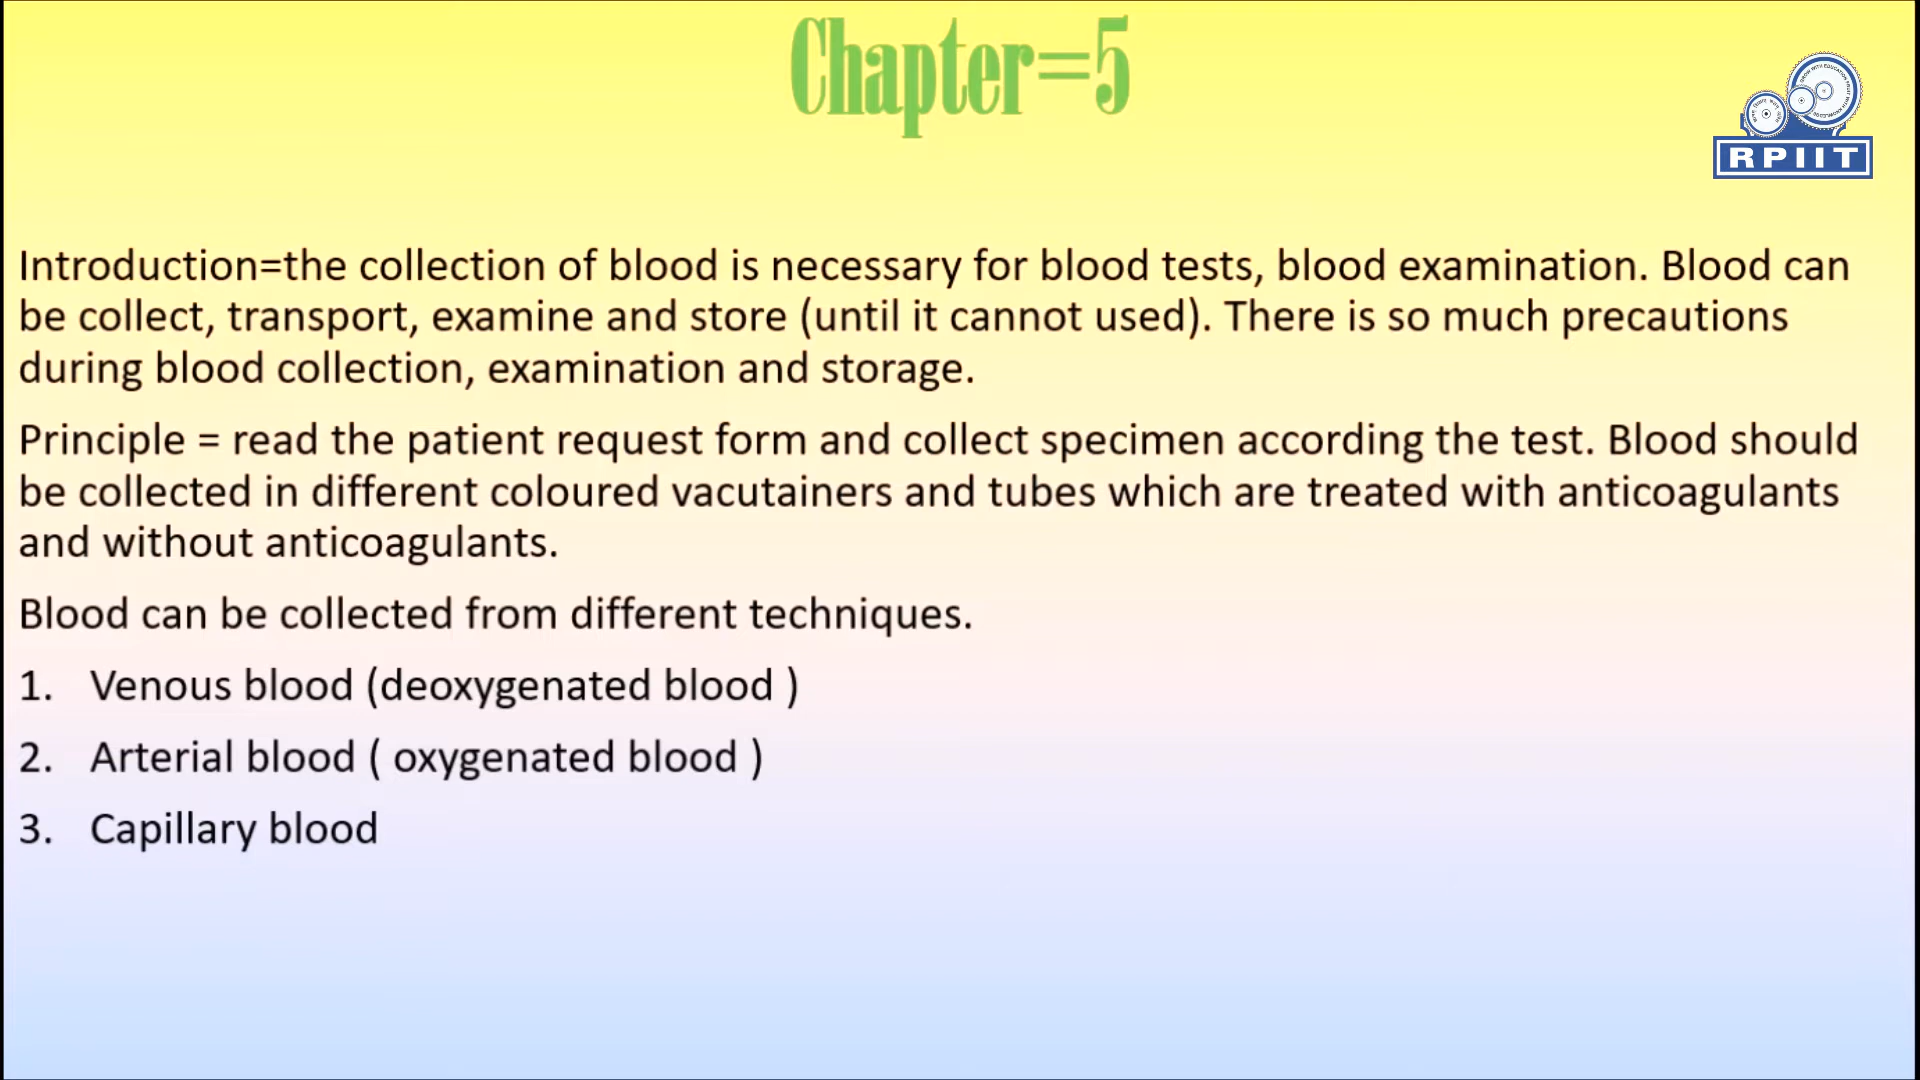 Chapter=5
RPIIT
Introduction=the collection of blood is necessary for blood tests, blood examination. Blood can
be collect, transport, examine and store (until it cannot used). There is so much precautions
during blood collection, examination and storage.
Principle = read the patient request form and collect specimen according the test. Blood should
be collected in different coloured vacutainers and tubes which are treated with anticoagulants
and without anticoagulants.
Blood can be collected from different techniques.
1. Venous blood (deoxygenated blood )
2. Arterial blood ( oxygenated blood )
3. Capillary blood